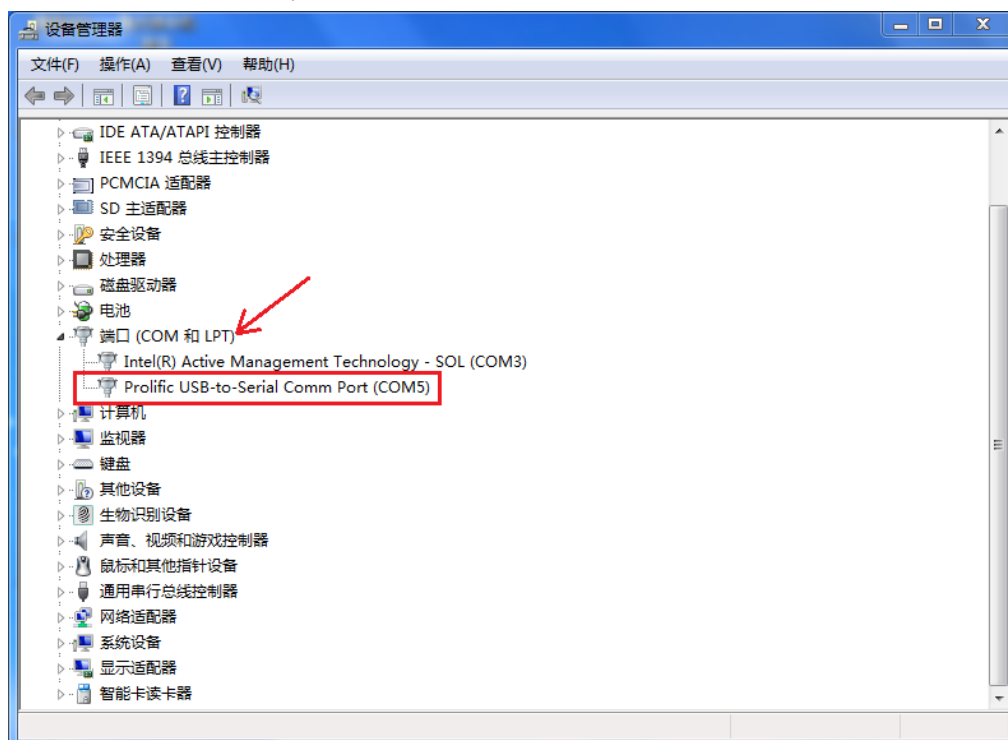 设备管理器
文件(F) 操作(A) 查看(V) 帮助(H)
IDE ATA/ATAPI 控制器
IEEE 1394 总线主控制器
PCMCIA 适配器
SD 主适配器
安全设备
处理器
磁盘驱动器
电池
端口 (COM 和 LPT)
Intel(R) Active Management Technology - SOL (COM3)
Prolific USB-to-Serial Comm Port (COM5)
计算机
监视器
键盘
其他设备
生物识别设备
声音、视频和游戏控制器
鼠标和其他指针设备
通用串行总线控制器
网络适配器
系统设备
显示适配器
智能卡读卡器